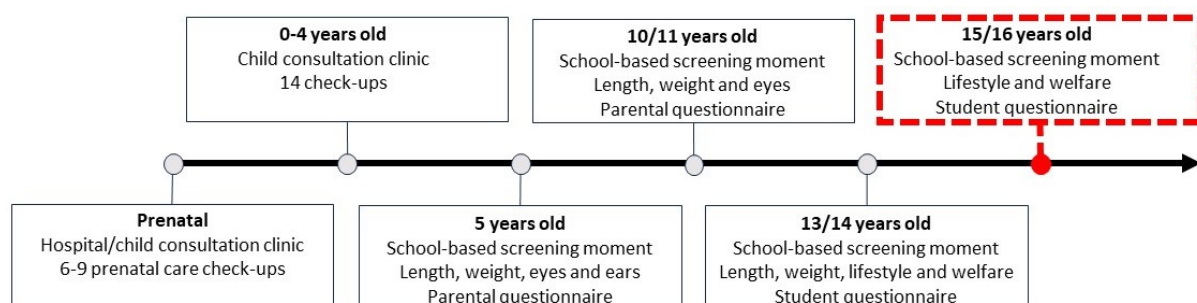 0-4 years old
Child consultation clinic
14 check-ups
10/11 years old
School-based screening moment
Length, weight and eyes
Parental questionnaire
15/16 years old
School-based screening moment
Lifestyle and welfare
Student questionnaire
Prenatal
Hospital/child consultation clinic
6-9 prenatal care check-ups
5 years old
School-based screening moment
Length, weight, eyes and ears
Parental questionnaire
13/14 years old
School-based screening moment
Length, weight, lifestyle and welfare
Student questionnaire